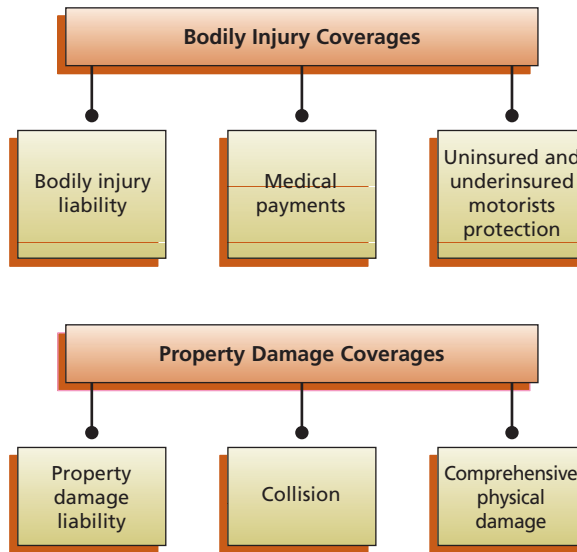 Bodily Injury Coverages
Bodily injury
liability
Medical
payments
Uninsured and
underinsured
motorists
protection
Property Damage Coverages
Property
damage
liability
Collision
Comprehensive
physical
damage